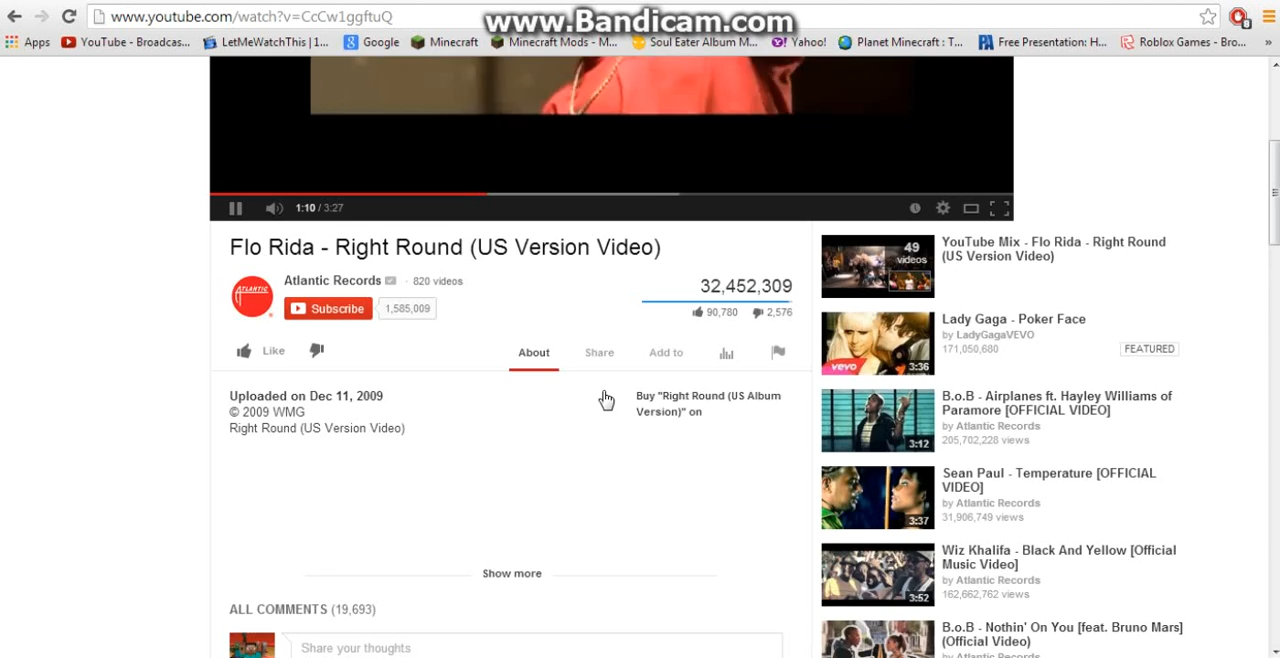 www.youtube.com/watch?v=CcCw1ggftuQ
www.Bandicam.com
Apps
YouTube - Broadcas...
LetMeWatchThis | 1...
Google
Minecraft
Minecraft Mods - M...
Soul Eater Album M...
Yahoo!
Planet Minecraft : T...
Free Presentation: H...
Roblox Games - Bro...
»
1:10 / 3:27
Flo Rida - Right Round (US Version Video)
Atlantic Records · 820 videos
ATLANTIC
Subscribe 1,585,009
32,452,309
90,780 2,576
Like
About Share Add to
Uploaded on Dec 11, 2009
© 2009 WMG
Right Round (US Version Video)
Buy "Right Round (US Album
Version)" on
Show more
ALL COMMENTS (19,693)
Share your thoughts
49
videos
YouTube Mix - Flo Rida - Right Round
(US Version Video)
vevo
3:36
Lady Gaga - Poker Face
by LadyGagaVEVO
171,050,680
FEATURED
3:12
B.o.B - Airplanes ft. Hayley Williams of
Paramore [OFFICIAL VIDEO]
by Atlantic Records
205,702,228 views
3:37
Sean Paul - Temperature [OFFICIAL
VIDEO]
by Atlantic Records
31,906,749 views
3:52
Wiz Khalifa - Black And Yellow [Official
Music Video]
by Atlantic Records
162,662,762 views
B.o.B - Nothin' On You [feat. Bruno Mars]
(Official Video)
by Atlantic Records